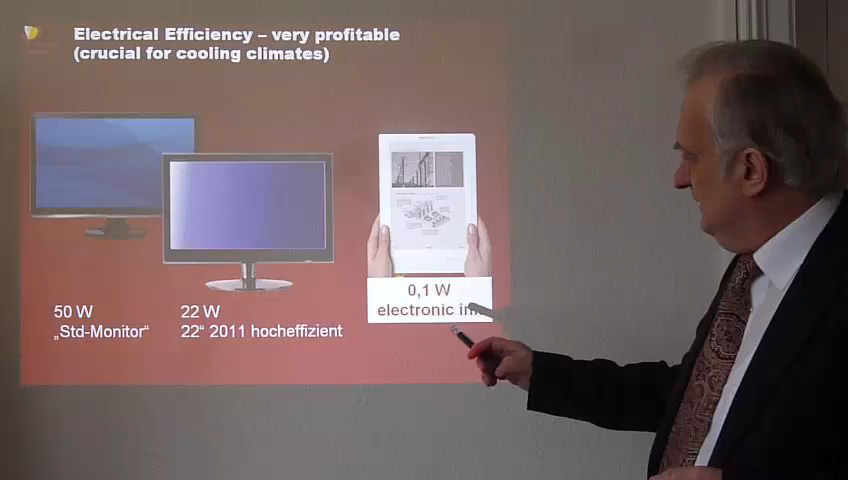 Electrical Efficiency – very profitable
(crucial for cooling climates)
50 W
„Std-Monitor“
22 W
22“ 2011 hocheffizient
0,1 W
electronic